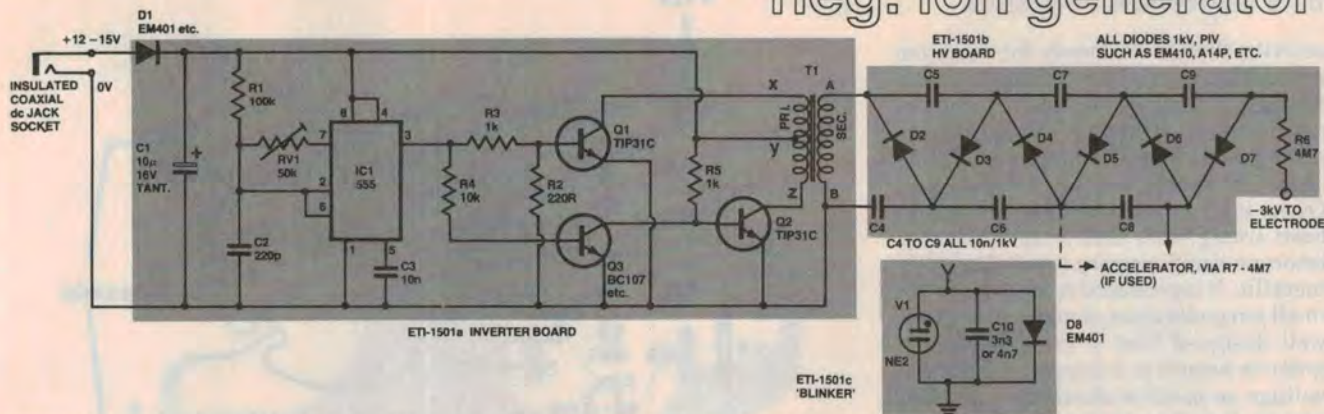 neg. ion generator
D1
EM401 etc.
+12 –15V
0V
INSULATED
COAXIAL
dc JACK
SOCKET
C1
10µ
16V
TANT.
+
R1
100k
RV1
50k
C2
220p
IC1
555
7
2
6
8
4
3
1
5
C3
10n
R3
1k
R4
10k
R2
220R
Q1
TIP31C
Q3
BC107
etc.
R5
1k
Q2
TIP31C
T1
X
Y
Z
PRI.
SEC.
A
B
ETI-1501a INVERTER BOARD
ETI-1501b
HV BOARD
ALL DIODES 1kV, PIV
SUCH AS EM410, A14P, ETC.
C5
C7
C9
D2
D3
D4
D5
D6
D7
R6
4M7
C4
C6
C8
–3kV TO
ELECTRODE
C4 TO C9 ALL 10n/1kV
ACCELERATOR, VIA R7 - 4M7
(IF USED)
V1
NE2
C10
3n3
or 4n7
D8
EM401
ETI-1501c
'BLINKER'